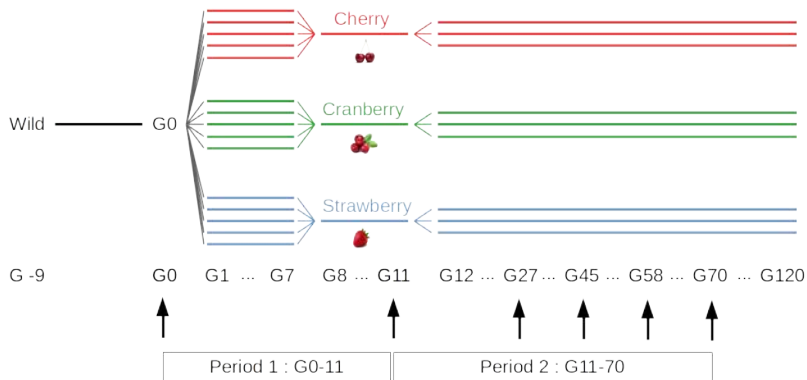 Cherry
Wild G0 Cranberry
Strawberry
G -9 G0 G1 ... G7 G8 ... G11 G12 ... G27... G45 ... G58 ... G70 ... G120
Period 1 : G0-11 Period 2 : G11-70